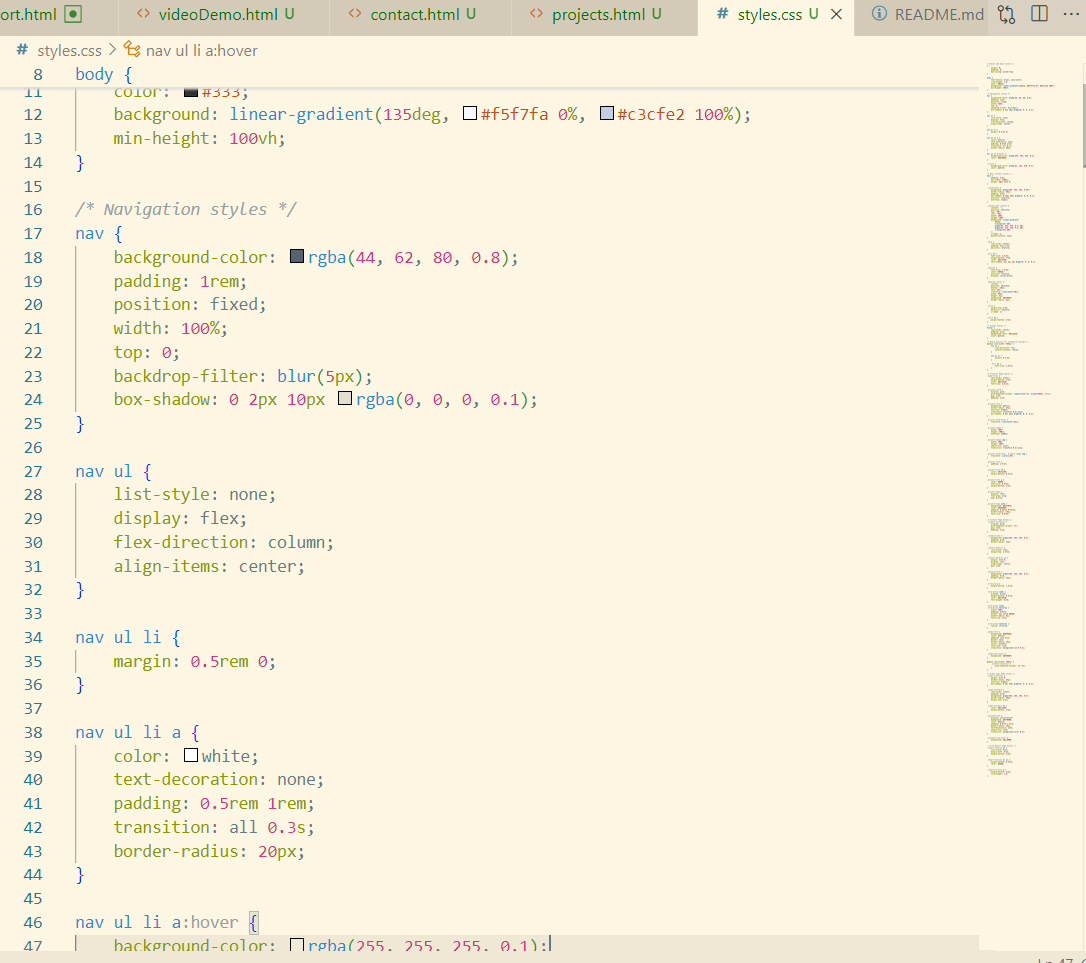 ort.html
videoDemo.html U
contact.html U
projects.html U
# styles.css U
README.md
# styles.css > nav ul li a:hover
8 body {
11 color: #333;
12 background: linear-gradient(135deg, #f5f7fa 0%, #c3cfe2 100%);
13 min-height: 100vh;
14 }
15
16 /* Navigation styles */
17 nav {
18 background-color: rgba(44, 62, 80, 0.8);
19 padding: 1rem;
20 position: fixed;
21 width: 100%;
22 top: 0;
23 backdrop-filter: blur(5px);
24 box-shadow: 0 2px 10px rgba(0, 0, 0, 0.1);
25 }
26
27 nav ul {
28 list-style: none;
29 display: flex;
30 flex-direction: column;
31 align-items: center;
32 }
33
34 nav ul li {
35 margin: 0.5rem 0;
36 }
37
38 nav ul li a {
39 color: white;
40 text-decoration: none;
41 padding: 0.5rem 1rem;
42 transition: all 0.3s;
43 border-radius: 20px;
44 }
45
46 nav ul li a:hover {
47 background-color: rgba(255, 255, 255, 0.1);